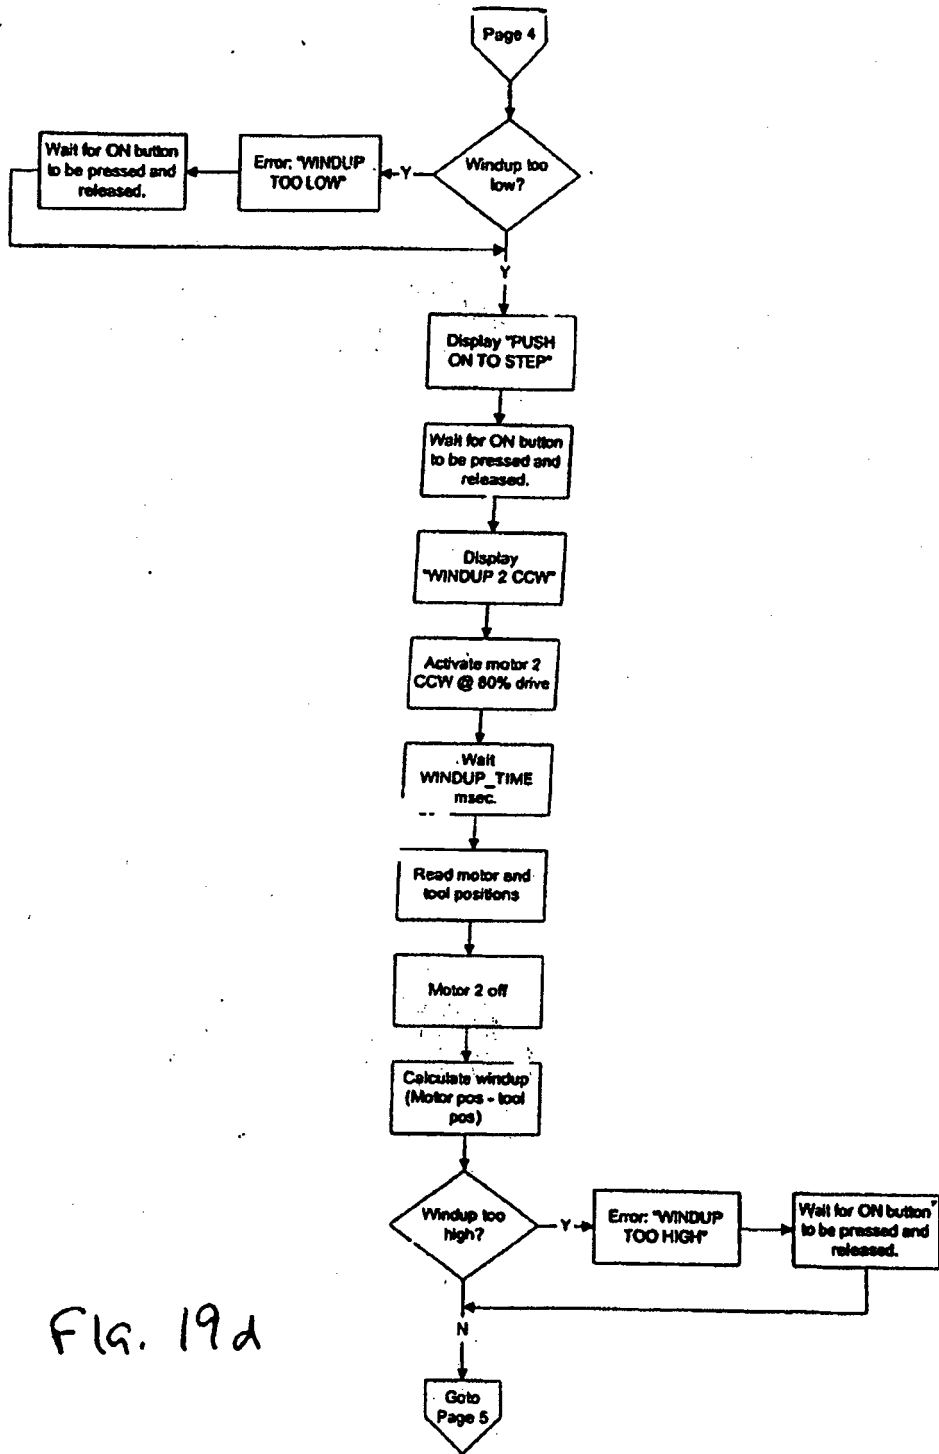 Page 4
Windup too
low?
Y
Error: "WINDUP
TOO LOW"
Wait for ON button
to be pressed and
released.
Y
Display "PUSH
ON TO STEP"
Wait for ON button
to be pressed and
released.
Display
"WINDUP 2 CCW"
Activate motor 2
CCW @ 80% drive
Wait
WINDUP_TIME
msec.
Read motor and
tool positions
Motor 2 off
Calculate windup
(Motor pos - tool
pos)
Windup too
high?
Y
Error: "WINDUP
TOO HIGH"
Wait for ON button
to be pressed and
released.
N
Goto
Page 5
FIG. 19d